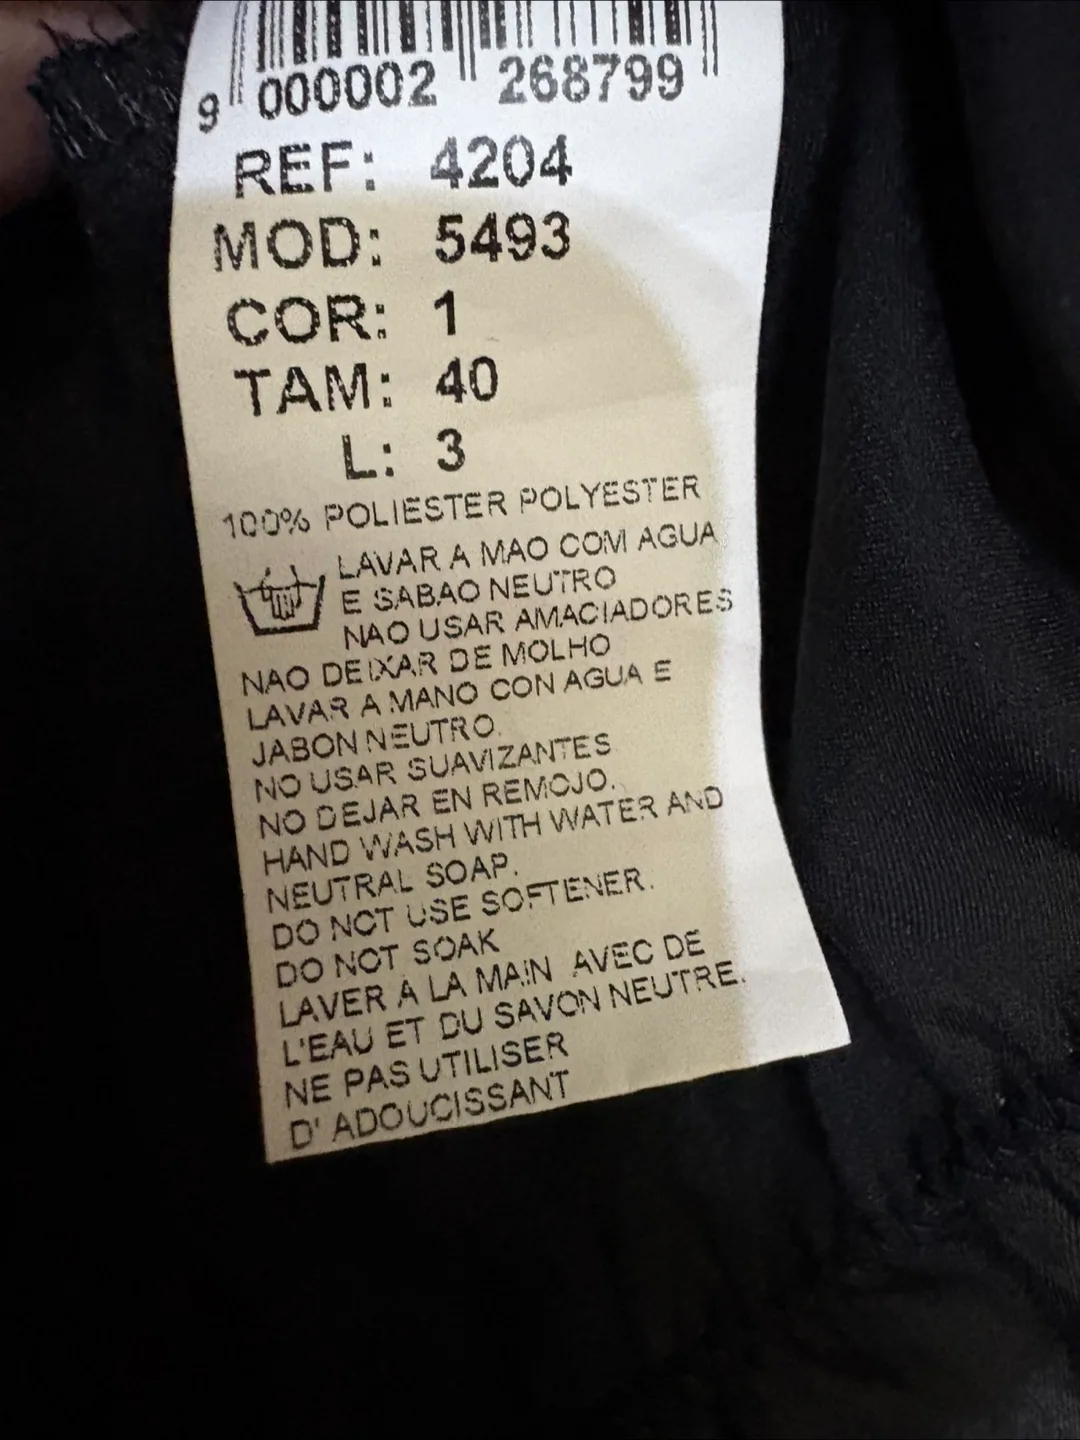 9 000002 268799
REF: 4204
MOD: 5493
COR: 1
TAM: 40
L: 3
100% POLIESTER POLYESTER
LAVAR A MAO COM AGUA
E SABAO NEUTRO
NAO USAR AMACIADORES
NAO DEIXAR DE MOLHO
LAVAR A MANO CON AGUA E
JABON NEUTRO.
NO USAR SUAVIZANTES
NO DEJAR EN REMOJO.
HAND WASH WITH WATER AND
NEUTRAL SOAP.
DO NOT USE SOFTENER.
DO NOT SOAK
LAVER À LA MAIN AVEC DE
L'EAU ET DU SAVON NEUTRE.
NE PAS UTILISER
D' ADOUCISSANT